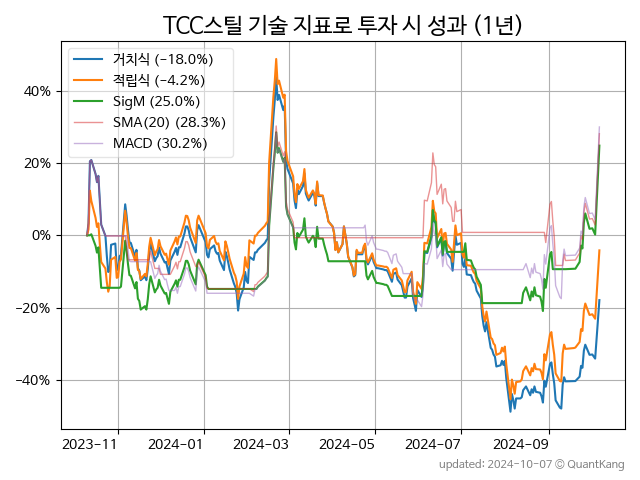 TCC스틸 기술 지표로 투자 시 성과 (1년)
거치식 (−18.0%)
적립식 (−4.2%)
SigM (25.0%)
SMA(20) (28.3%)
MACD (30.2%)
40%
20%
0%
−20%
−40%
2023-11 2024-01 2024-03 2024-05 2024-07 2024-09
updated: 2024-10-07 © QuantKang